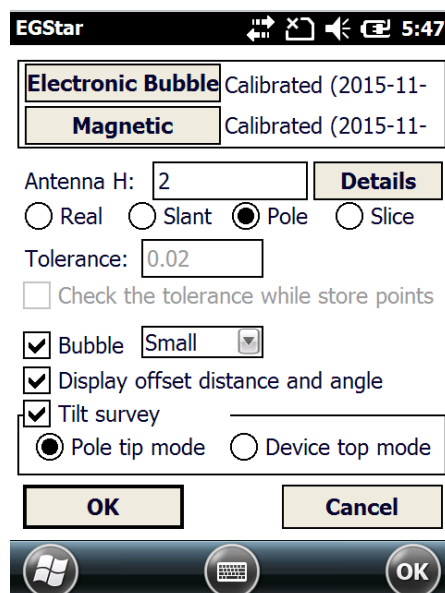 EGStar 5:47
Electronic Bubble Calibrated (2015-11-
Magnetic Calibrated (2015-11-
Antenna H: 2 Details
Real Slant Pole Slice
Tolerance: 0.02
Check the tolerance while store points
Bubble Small
Display offset distance and angle
Tilt survey
Pole tip mode Device top mode
OK Cancel
OK